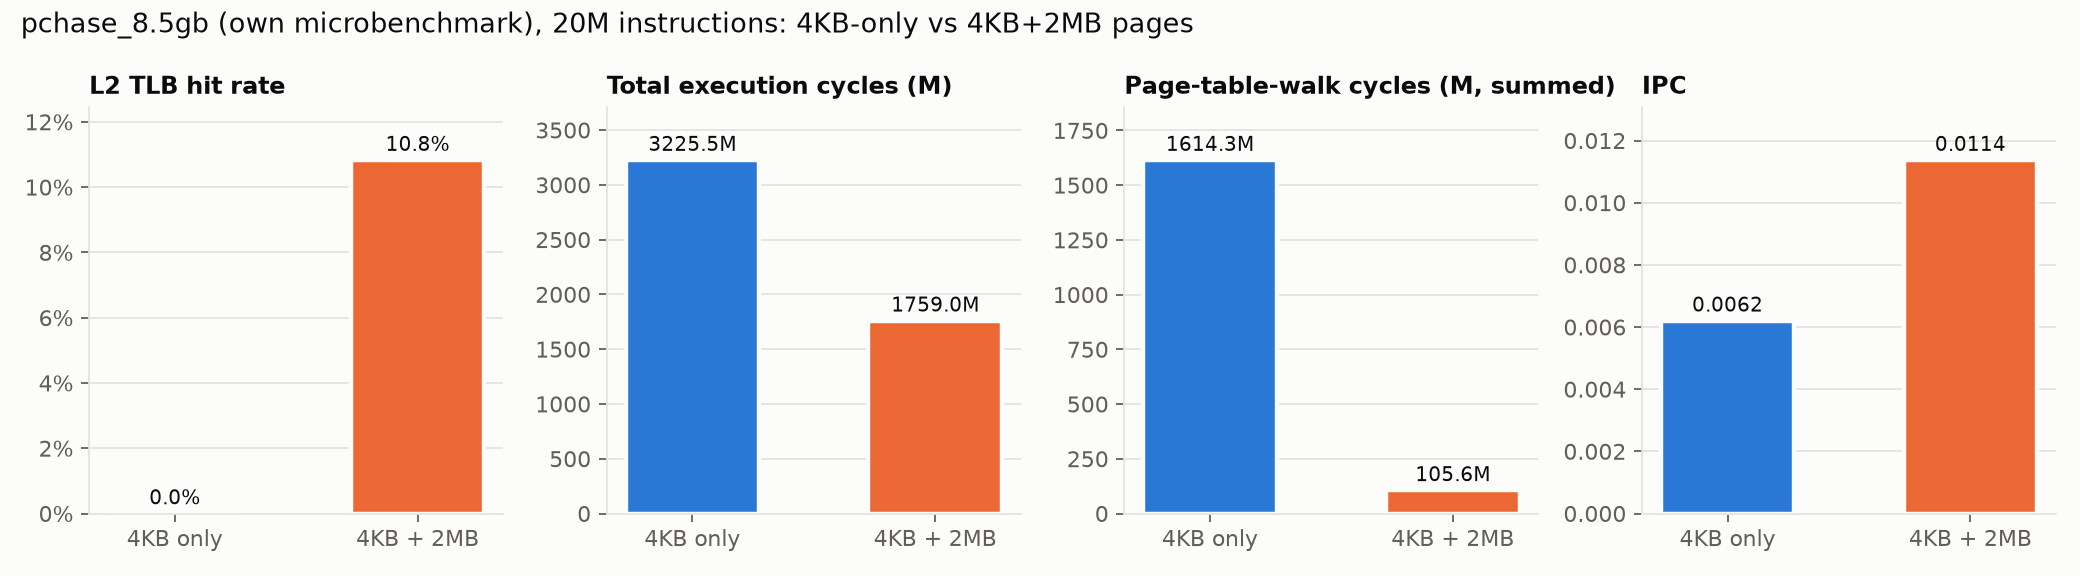 pchase_8.5gb (own microbenchmark), 20M instructions: 4KB-only vs 4KB+2MB pages
L2 TLB hit rate
12%
10%
8%
6%
4%
2%
0%
0.0%
10.8%
4KB only
4KB + 2MB
Total execution cycles (M)
3500
3000
2500
2000
1500
1000
500
0
3225.5M
1759.0M
4KB only
4KB + 2MB
Page-table-walk cycles (M, summed)
1750
1500
1250
1000
750
500
250
0
1614.3M
105.6M
4KB only
4KB + 2MB
IPC
0.012
0.010
0.008
0.006
0.004
0.002
0.000
0.0062
0.0114
4KB only
4KB + 2MB